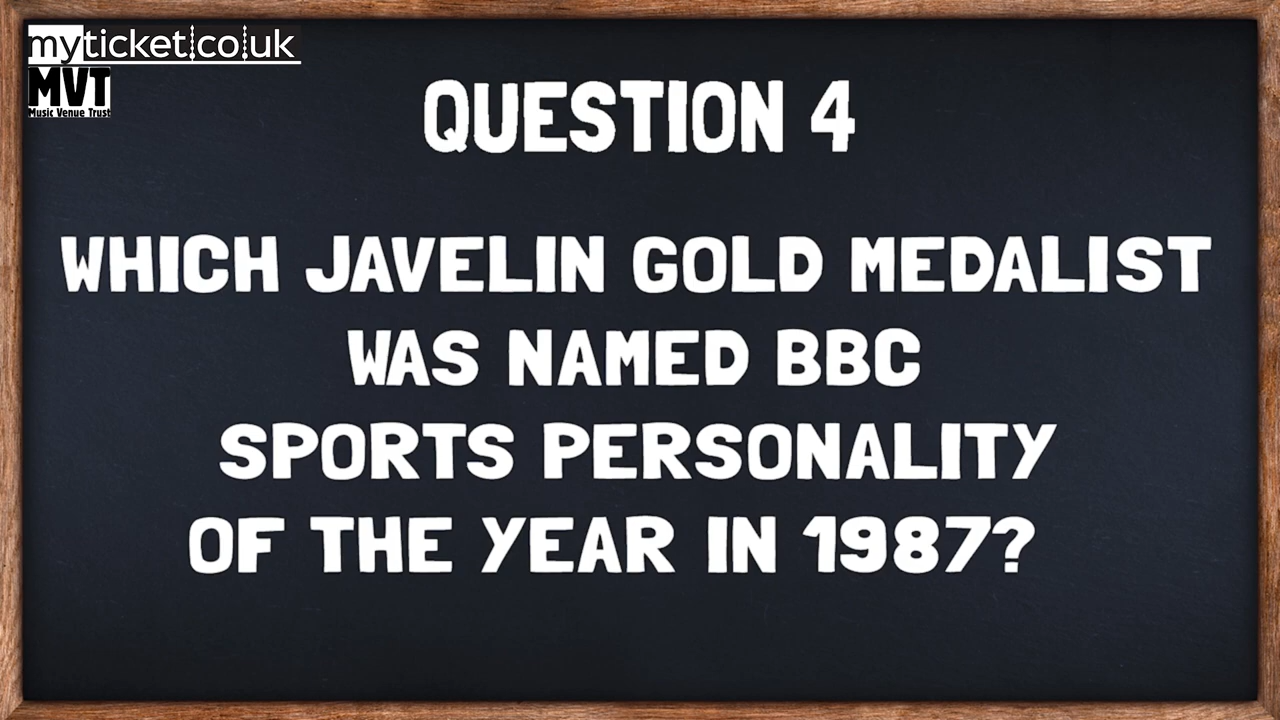 myticket.co.uk
MVT
Music Venue Trust
QUESTION 4
WHICH JAVELIN GOLD MEDALIST
WAS NAMED BBC
SPORTS PERSONALITY
OF THE YEAR IN 1987?